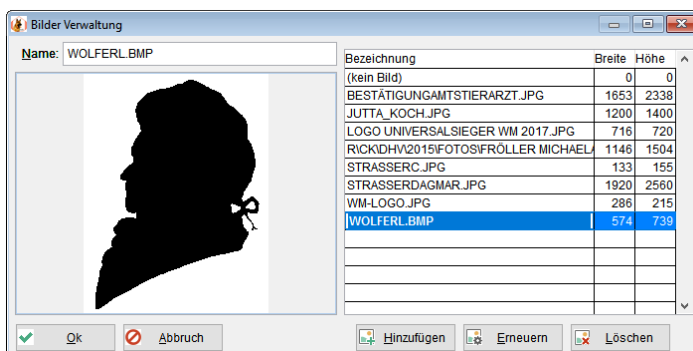 Bilder Verwaltung
Name: WOLFERL.BMP
Bezeichnung Breite Höhe
(kein Bild) 0 0
BESTÄTIGUNGAMTSTIERARZT.JPG 1653 2338
JUTTA_KOCH.JPG 1200 1400
LOGO UNIVERSALSIEGER WM 2017.JPG 716 720
R\CK\DHV\2015\FOTOS\FRÖLLER MICHAELA 1146 1504
STRASSERC.JPG 133 155
STRASSERDAGMAR.JPG 1920 2560
WM-LOGO.JPG 286 215
WOLFERL.BMP 574 739
Ok Abbruch Hinzufügen Erneuern Löschen